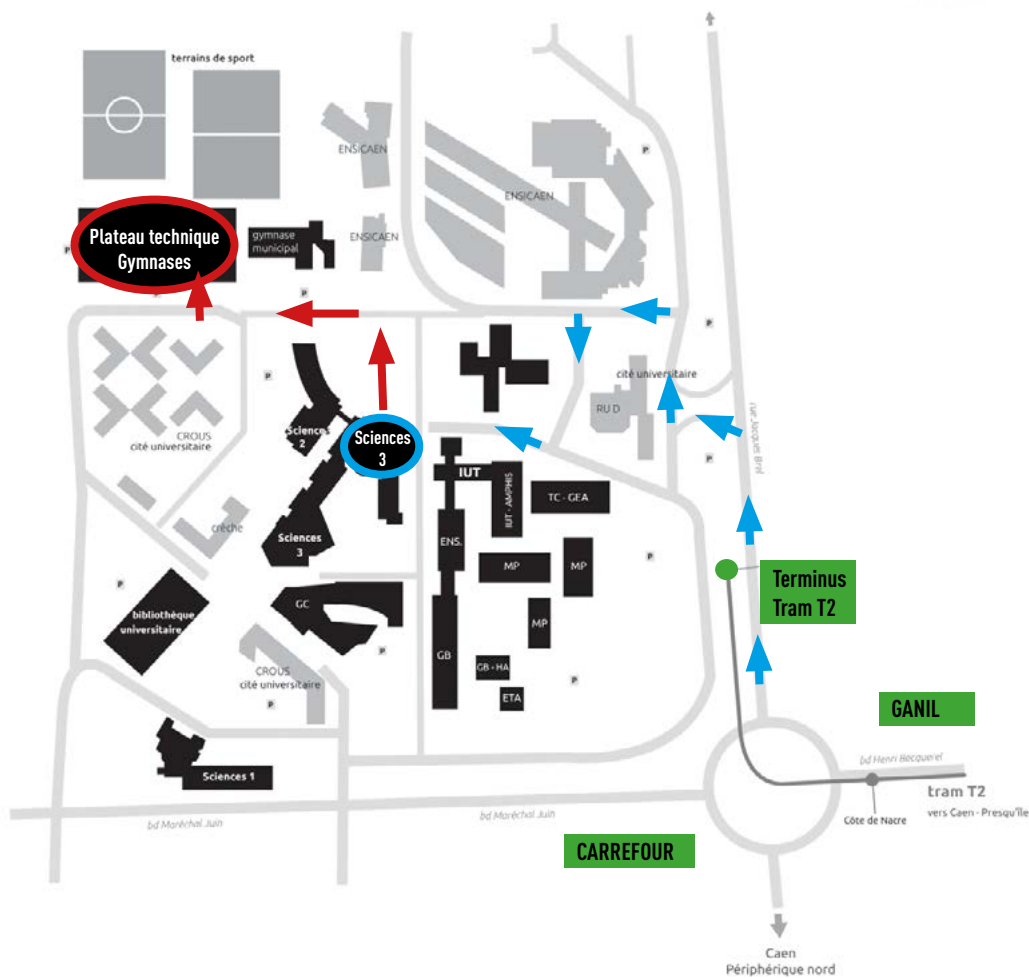 terrains de sport
ENSICAEN
P
ENSICAEN
Plateau technique
Gymnases
P
gymnase
municipal
ENSICAEN
P
P
P
cité universitaire
RU D
P
CROUS
cité universitaire
Sciences
2
Sciences
3
rue Jacques Brel
P
IUT
IUT - AMPHIS
TC - GEA
crèche
Sciences
3
ENS.
MP
MP
P
P
Terminus
Tram T2
bibliothèque
universitaire
GC
MP
P
GB
GB - HA
ETA
P
CROUS
cité universitaire
P
GANIL
Sciences 1
bd Henri Becquerel
tram T2
vers Caen - Presqu'île
Côte de Nacre
bd Maréchal Juin
bd Maréchal Juin
CARREFOUR
Caen
Périphérique nord